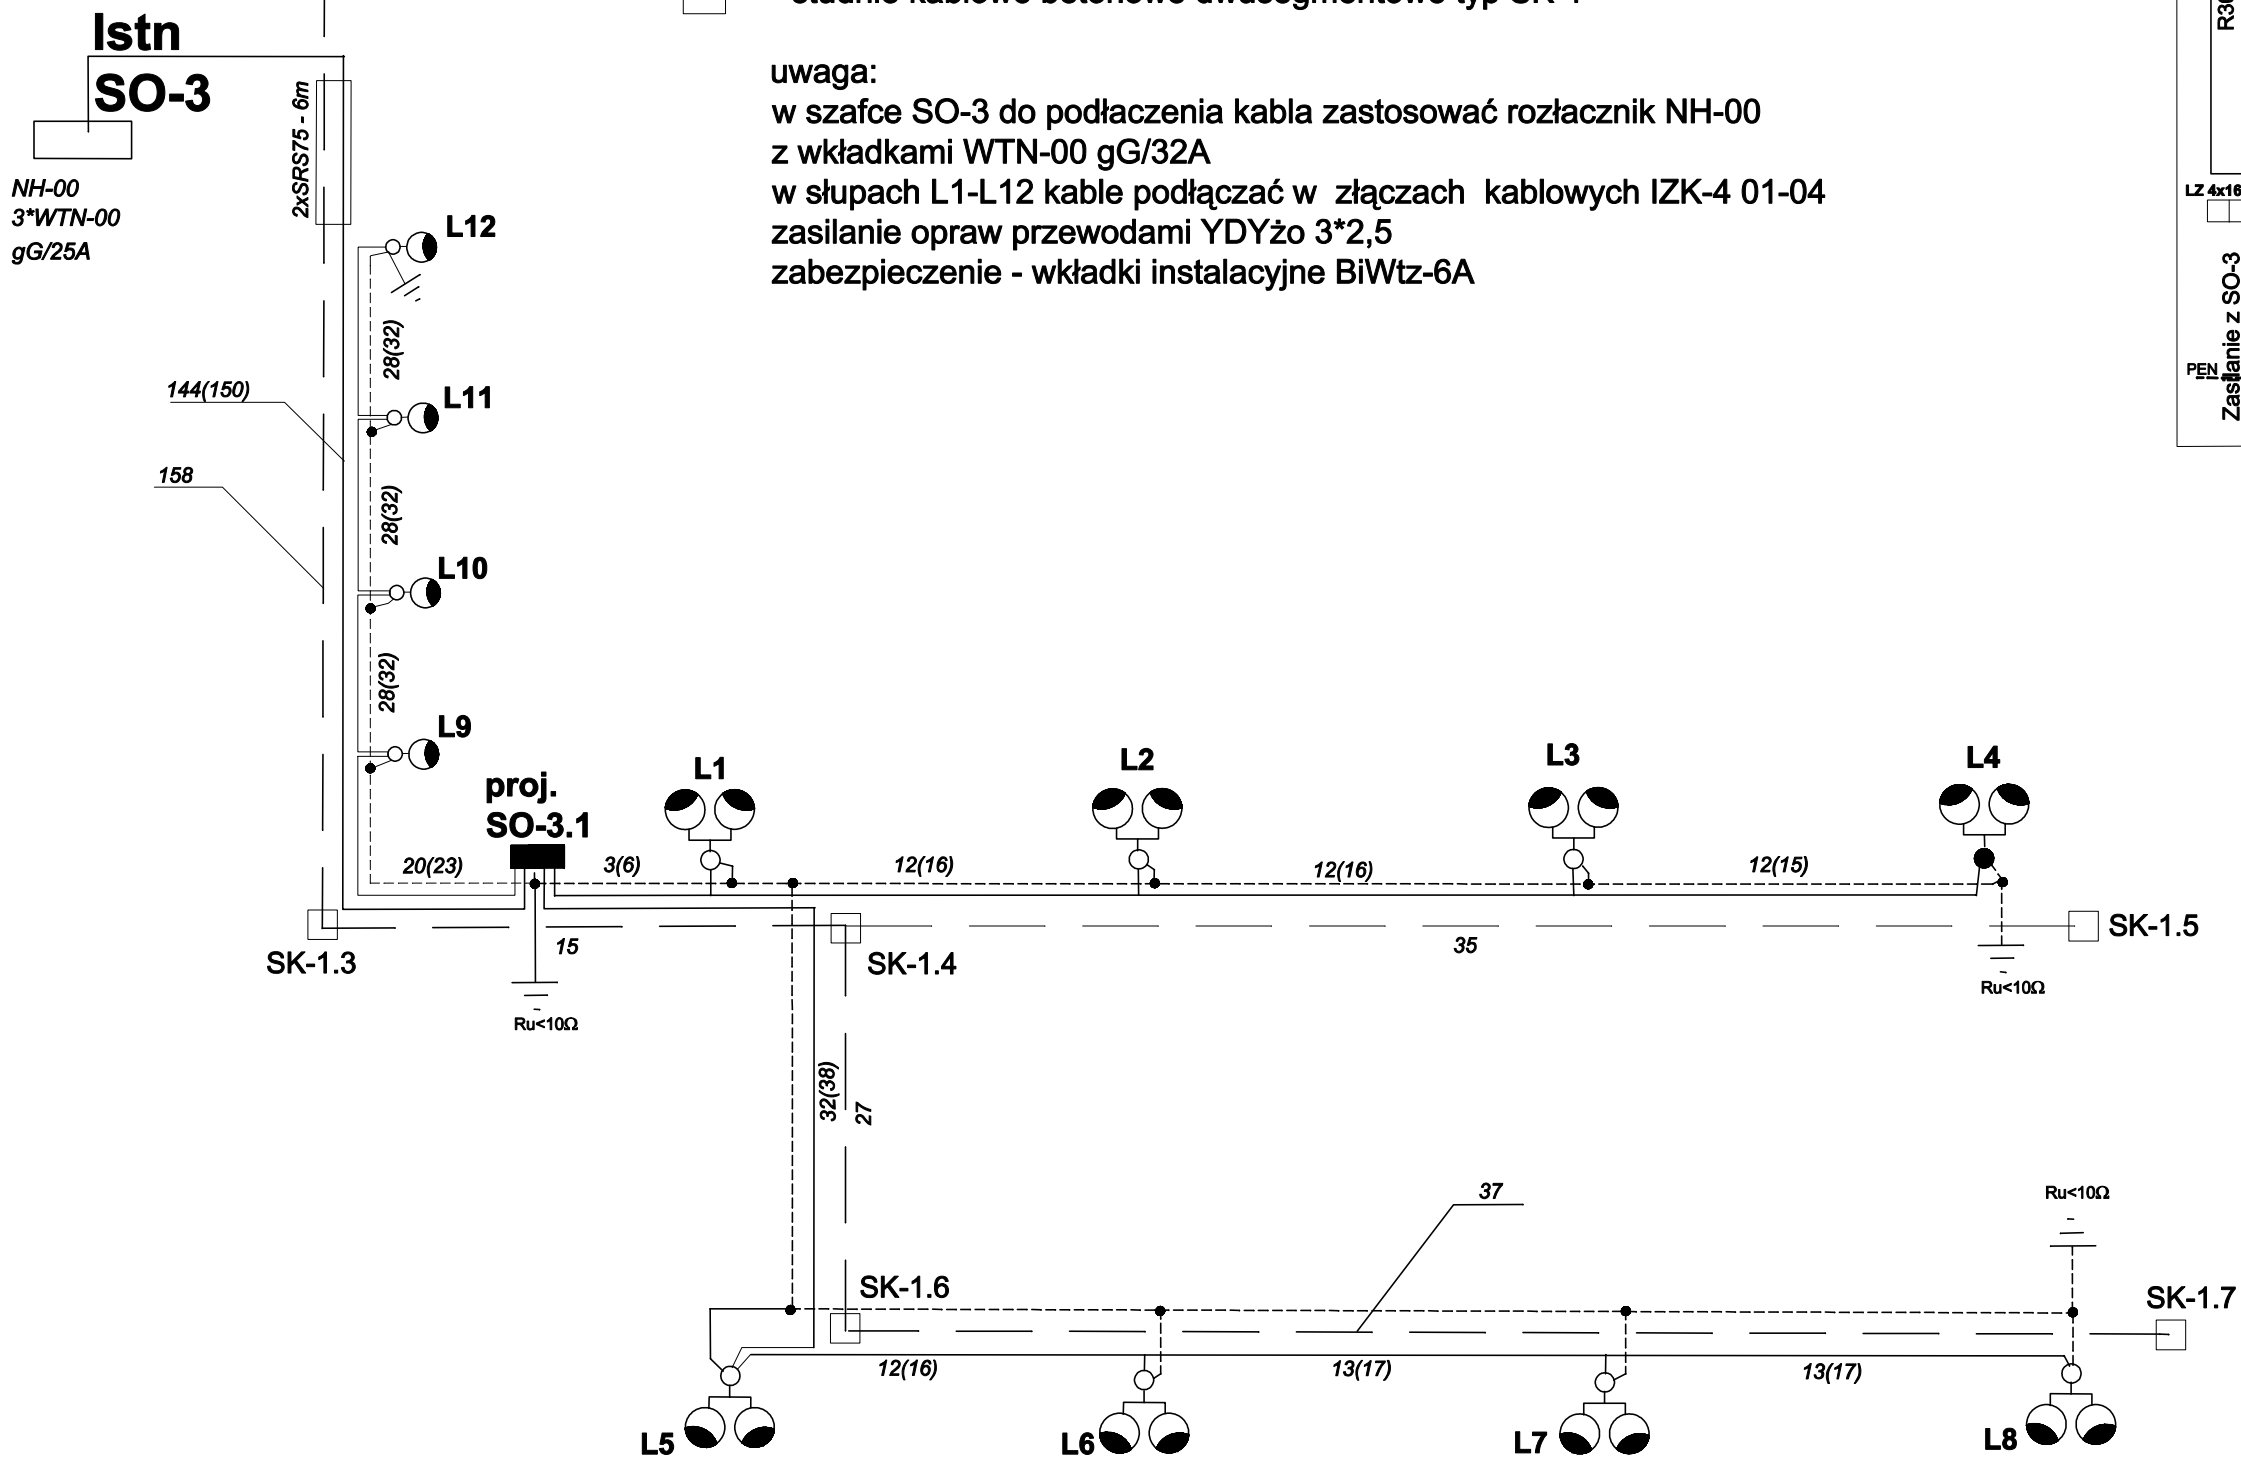 Istn
SO-3
NH-00
3*WTN-00
gG/25A
2xSRS75 - 6m
uwaga:
w szafce SO-3 do podłaczenia kabla zastosować rozłacznik NH-00
z wkładkami WTN-00 gG/32A
w słupach L1-L12 kable podłączać w złączach kablowych IZK-4 01-04
zasilanie opraw przewodami YDYżo 3*2,5
zabezpieczenie - wkładki instalacyjne BiWtz-6A
LZ 4x16
Zasilanie z SO-3
PEN
L12
28(32)
144(150)
L11
158
28(32)
L10
28(32)
L9
proj.
SO-3.1
L1
L2
L3
L4
20(23)
3(6)
12(16)
12(16)
12(15)
SK-1.3
15
SK-1.4
35
SK-1.5
Ru<10Ω
Ru<10Ω
32(38)
27
37
Ru<10Ω
SK-1.6
SK-1.7
12(16)
13(17)
13(17)
L5
L6
L7
L8